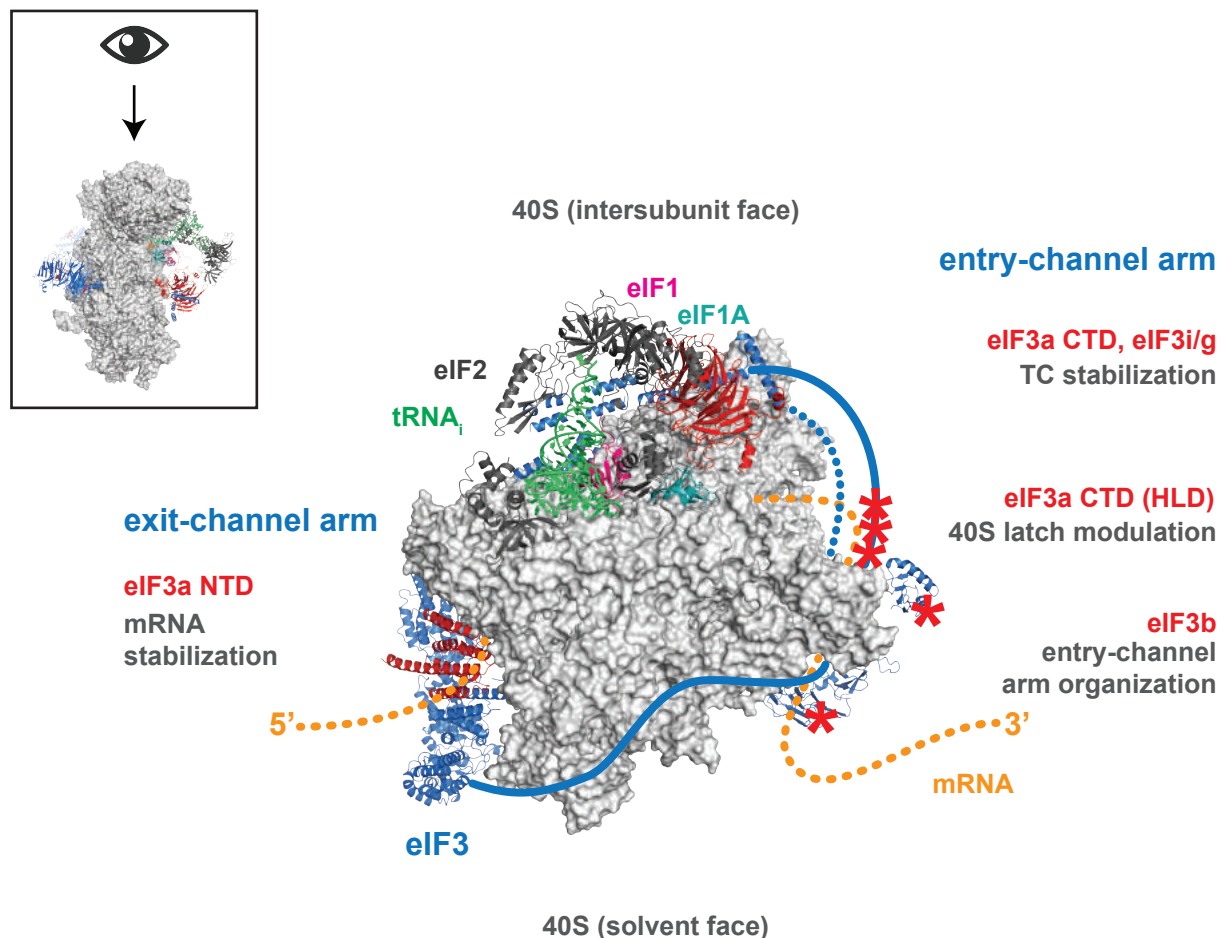 40S (intersubunit face)
entry-channel arm
eIF1
eIF1A
eIF3a CTD, eIF3i/g
TC stabilization
eIF2
tRNAi
eIF3a CTD (HLD)
40S latch modulation
exit-channel arm
eIF3a NTD
mRNA
stabilization
eIF3b
entry-channel
arm organization
5’
3’
mRNA
eIF3
40S (solvent face)